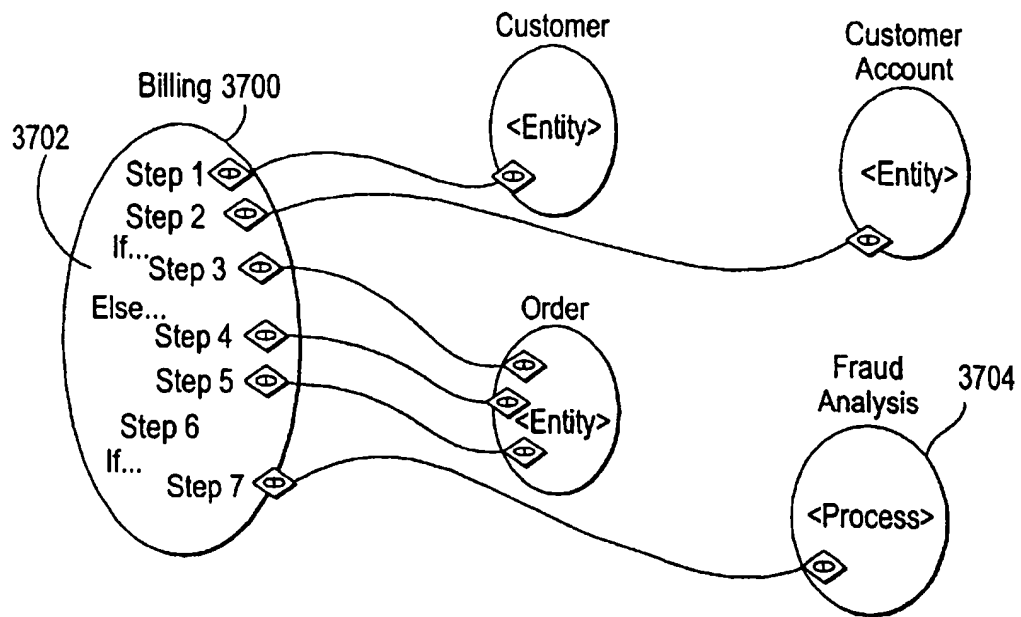 Customer
<Entity>
Customer
Account
<Entity>
Billing 3700
3702
Step 1
Step 2
If...
Step 3
Else...
Step 4
Step 5
Step 6
If...
Step 7
Order
<Entity>
Fraud
Analysis
3704
<Process>